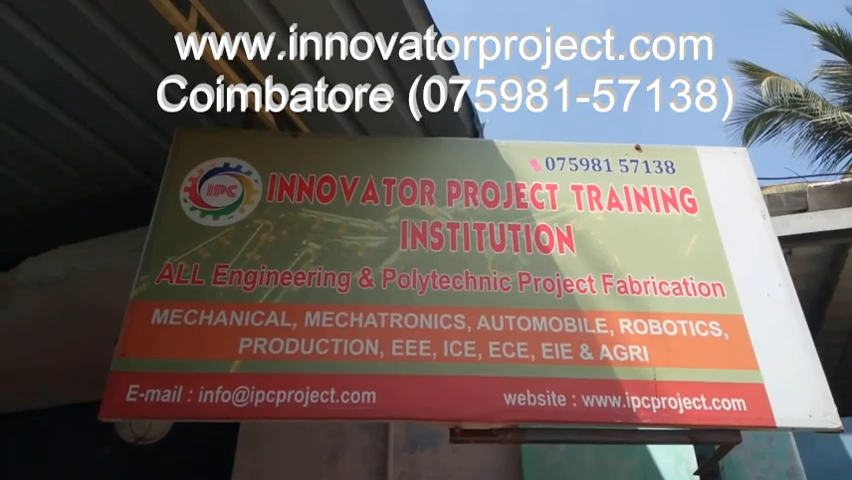 www.innovatorproject.com
Coimbatore (075981-57138)
075981 57138
IPC
INNOVATOR PROJECT TRAINING
INSTITUTION
ALL Engineering & Polytechnic Project Fabrication
MECHANICAL, MECHATRONICS, AUTOMOBILE, ROBOTICS,
PRODUCTION, EEE, ICE, ECE, EIE & AGRI
E-mail : info@ipcproject.com
website : www.ipcproject.com